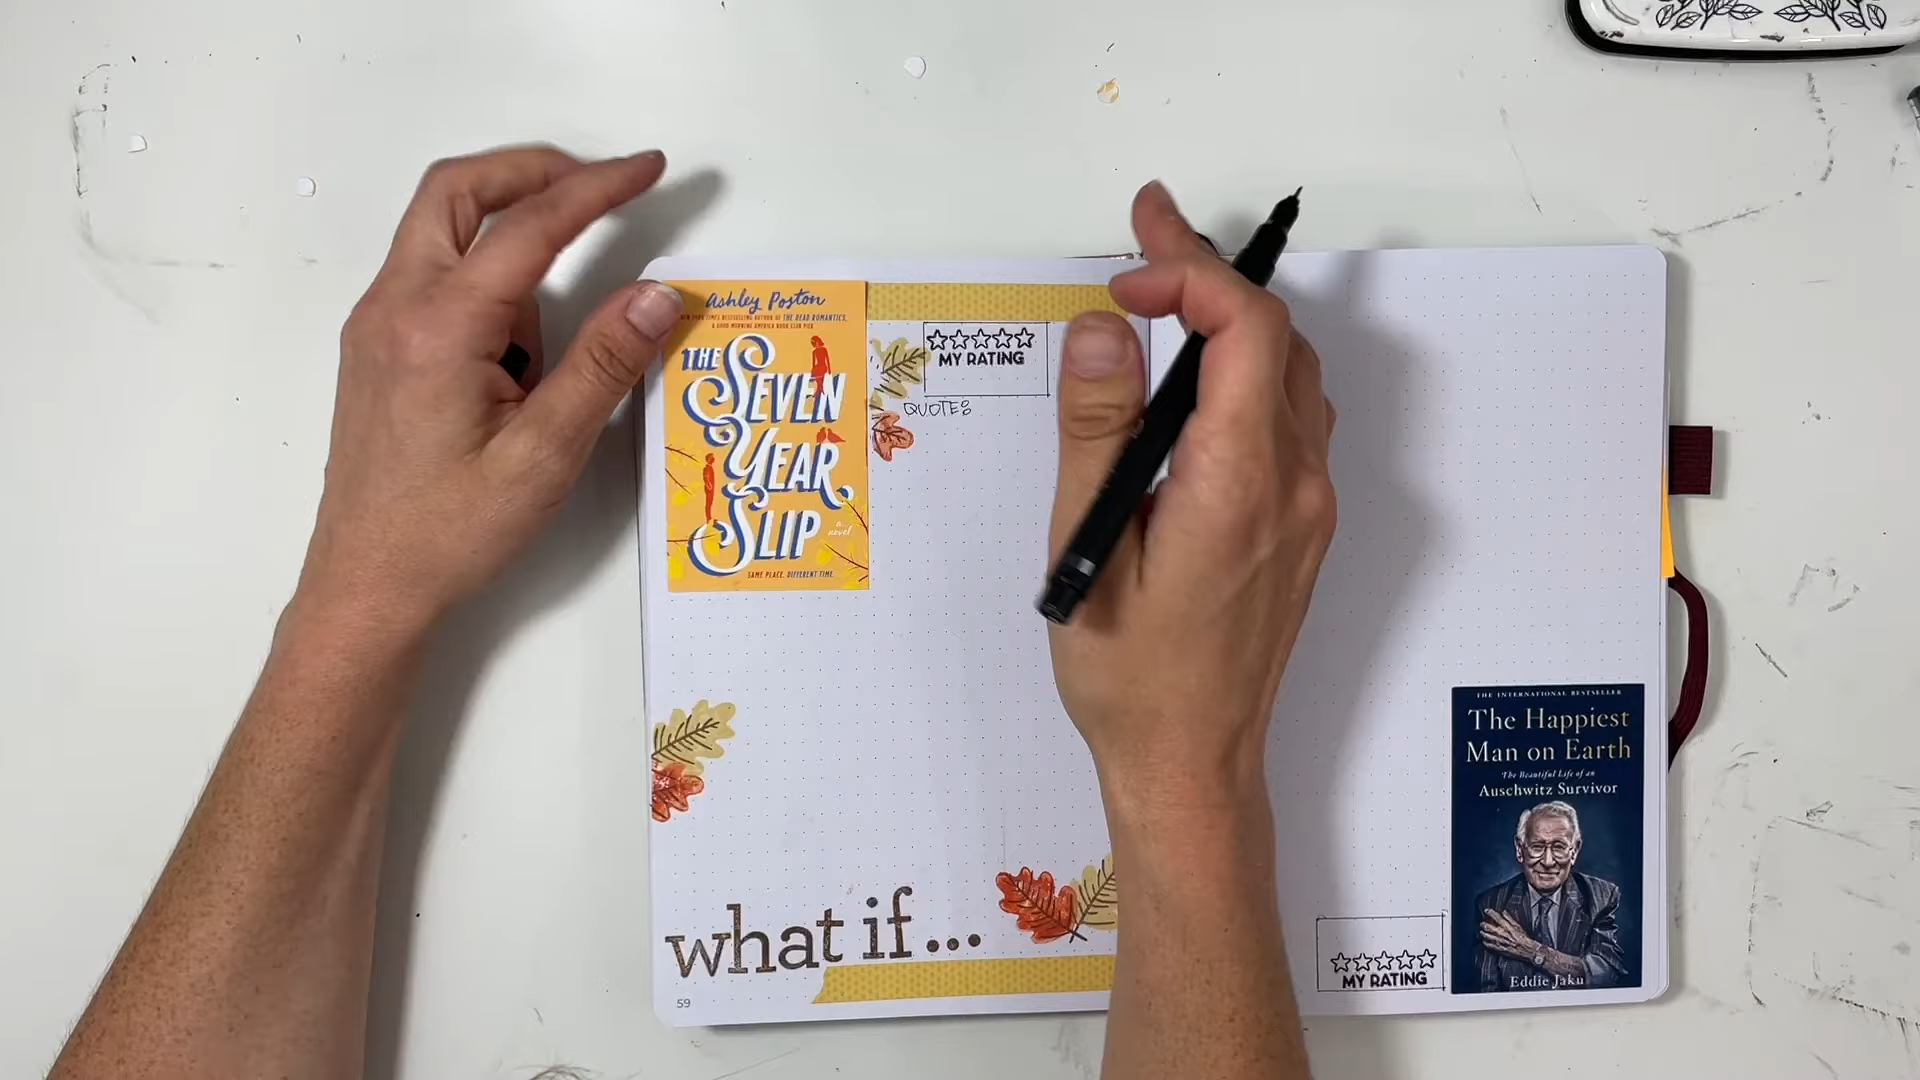 Ashley Poston
NEW YORK TIMES BESTSELLING AUTHOR OF THE DEAD ROMANTICS,
A GOOD MORNING AMERICA BOOK CLUB PICK
THE
SEVEN
YEAR
SLIP
a novel
SAME PLACE. DIFFERENT TIME.
MY RATING
QUOTE:
what if...
59
THE INTERNATIONAL BESTSELLER
The Happiest
Man on Earth
The Beautiful Life of an
Auschwitz Survivor
Eddie Jaku
MY RATING